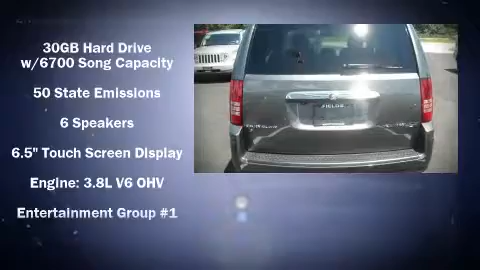 30GB Hard Drive
w/6700 Song Capacity
50 State Emissions
6 Speakers
6.5" Touch Screen Display
Engine: 3.8L V6 OHV
Entertainment Group #1
FIELDS